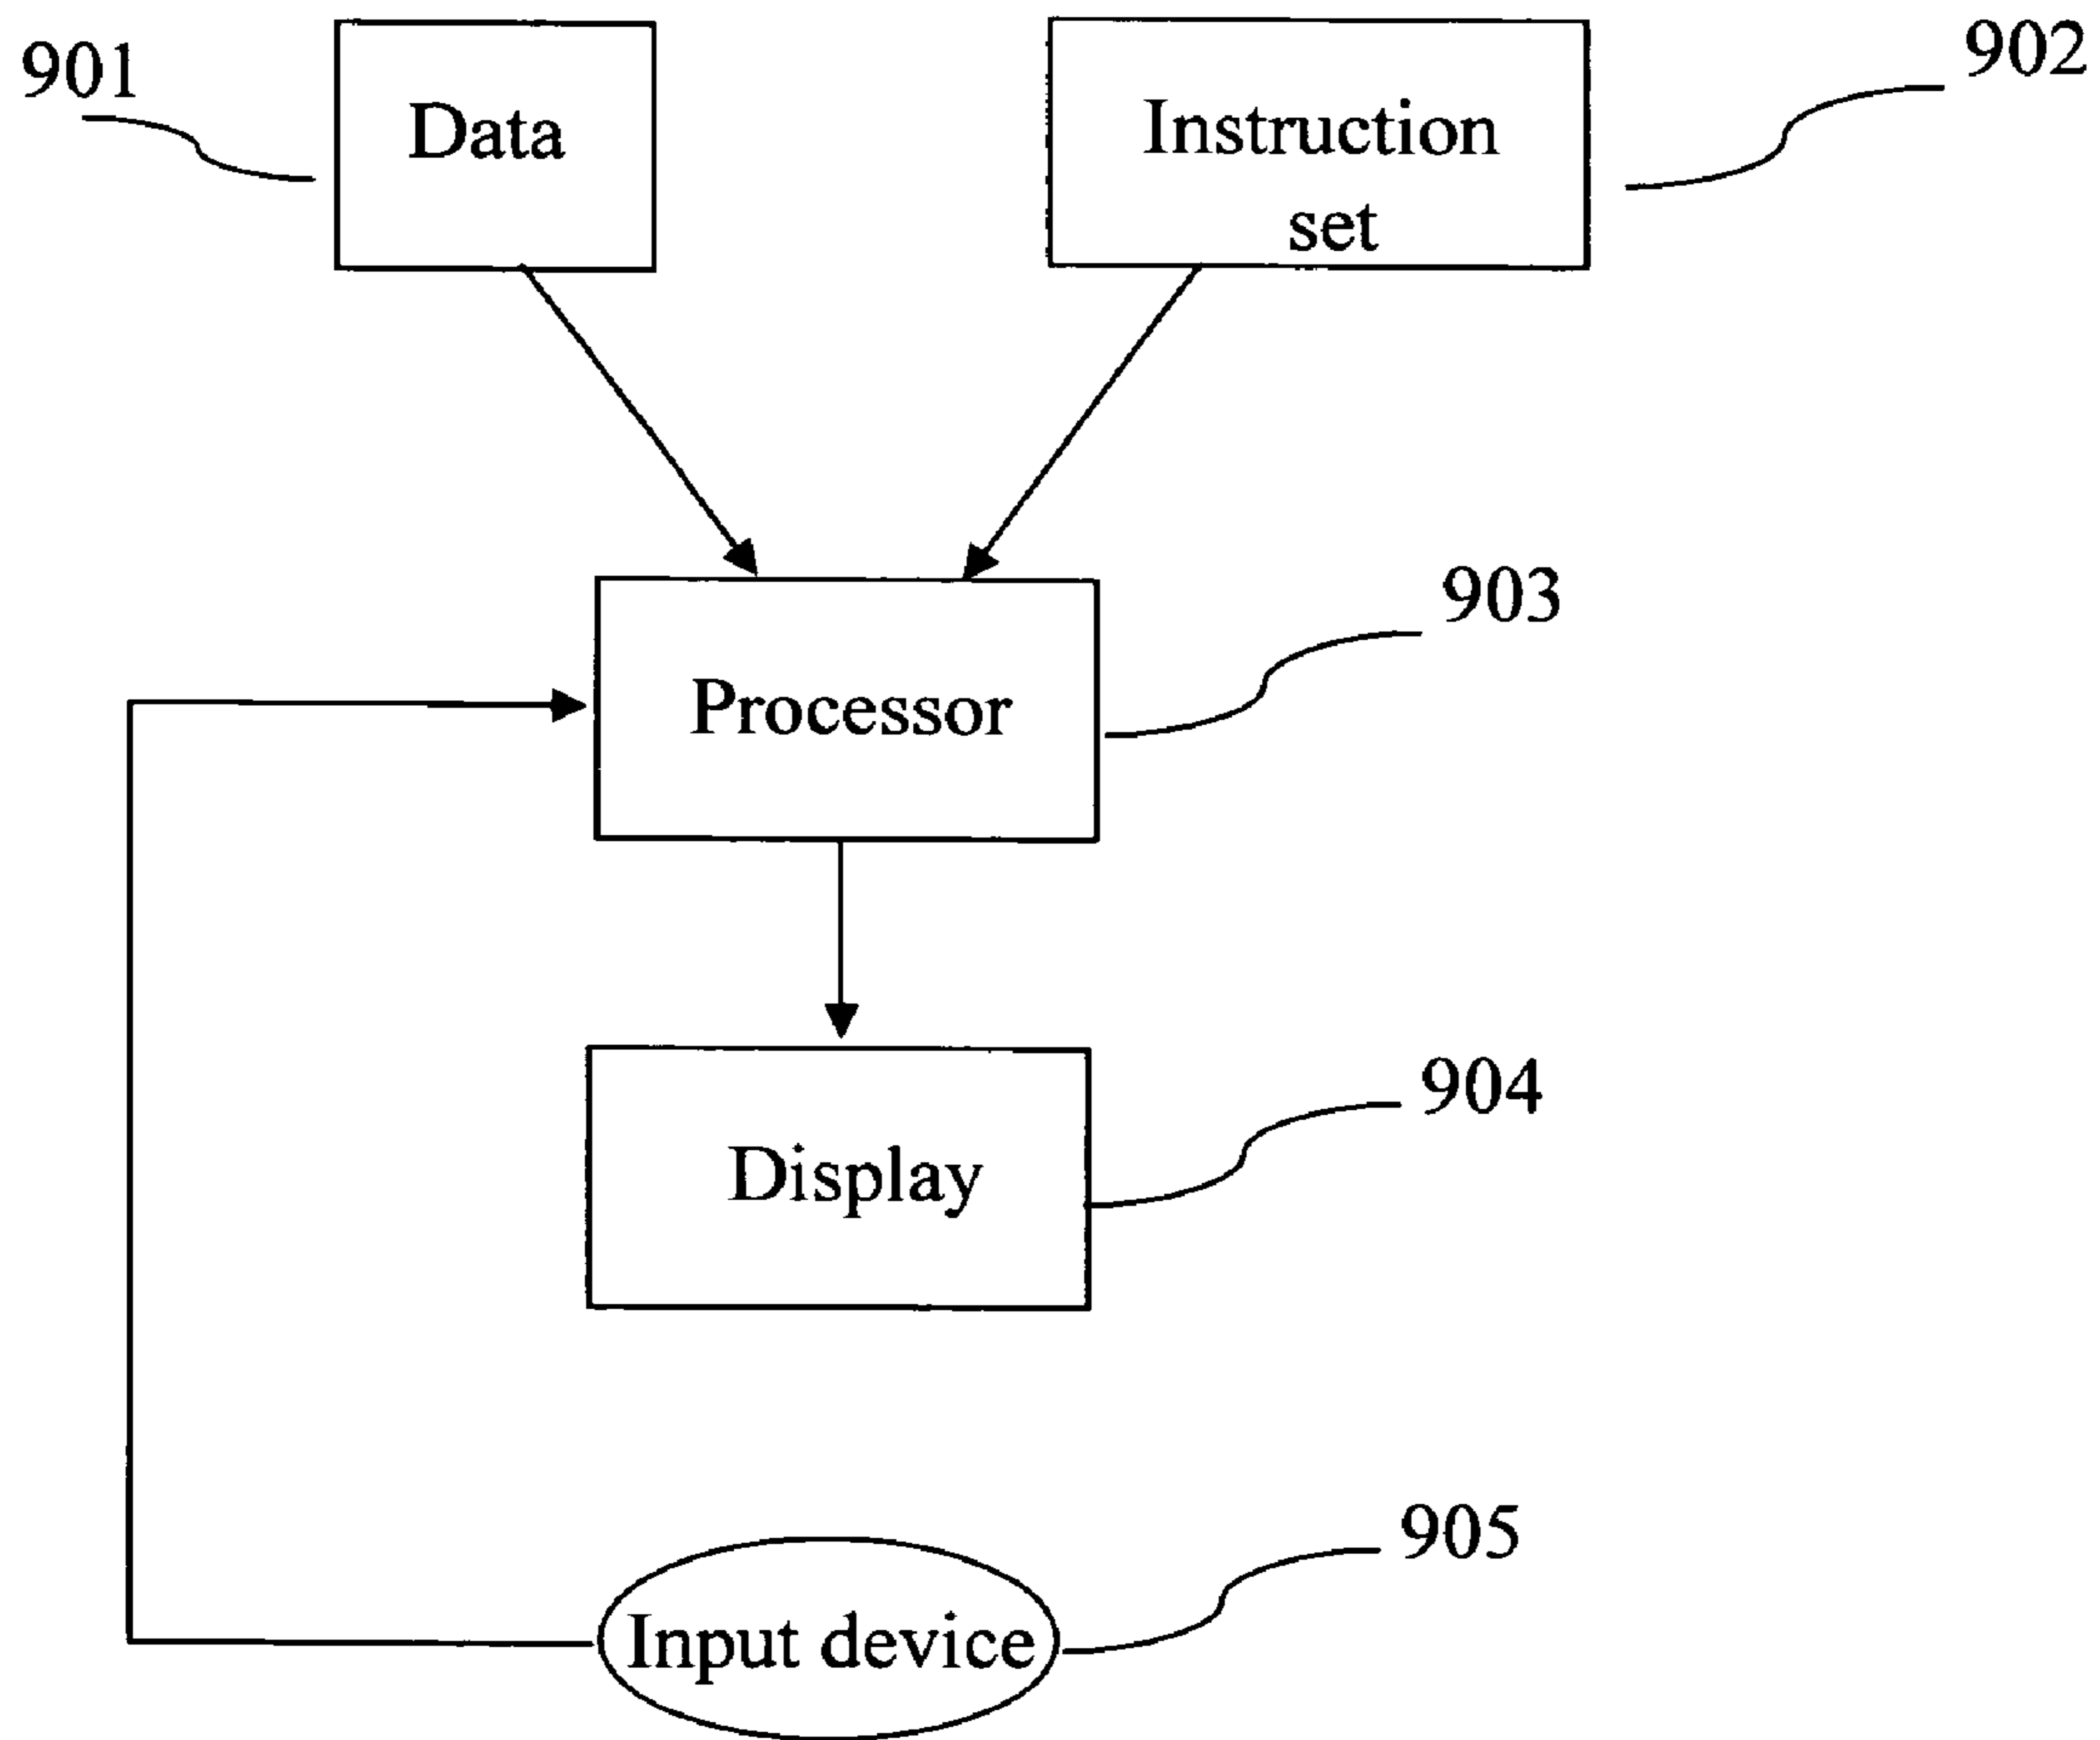 901
Data
Instruction
set
902
Processor
903
Display
904
Input device
905